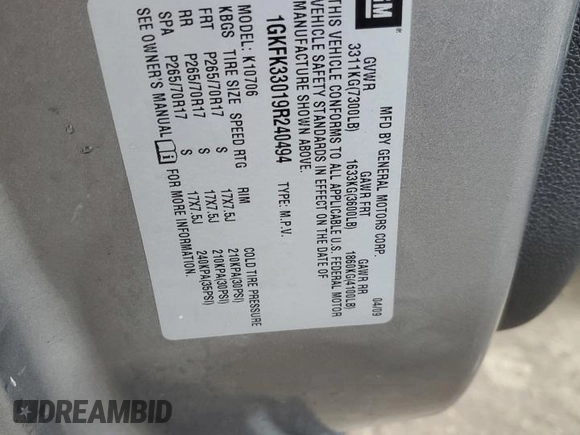 GM
MFD BY GENERAL MOTORS CORP. 04/09
GVWR GAWR FRT GAWR RR
3311KG(7300LB) 1633KG(3600LB) 1860KG(4100LB)
THIS VEHICLE CONFORMS TO ALL APPLICABLE U.S. FEDERAL MOTOR
VEHICLE SAFETY STANDARDS IN EFFECT ON THE DATE OF
MANUFACTURE SHOWN ABOVE.
1GKFK33019R240494 TYPE: M.P.V.
MODEL: K10706 COLD TIRE PRESSURE
KBGS TIRE SIZE SPEED RTG RIM
FRT P265/70R17 S 17X7.5J 210KPA(30PSI)
RR P265/70R17 S 17X7.5J 210KPA(30PSI)
SPA P265/70R17 S 17X7.5J 240KPA(35PSI)
SEE OWNER'S MANUAL FOR MORE INFORMATION.
DREAMBID